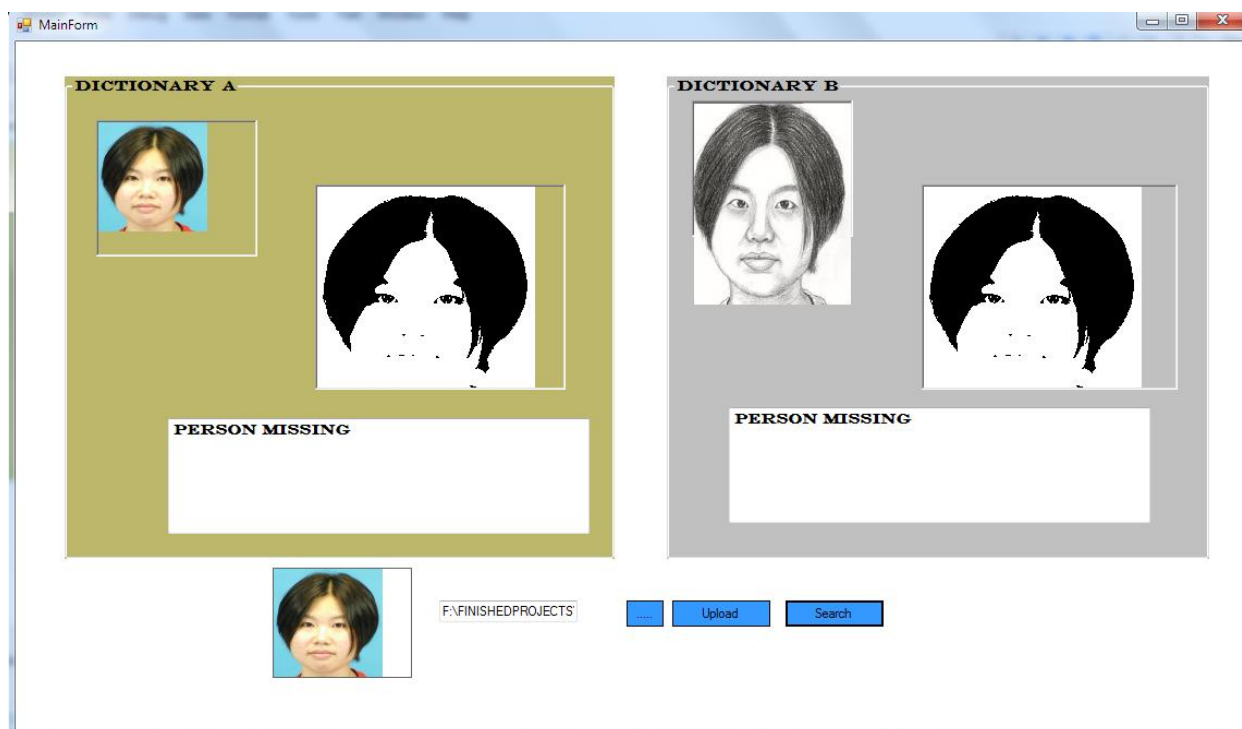 MainForm
DICTIONARY A
DICTIONARY B
PERSON MISSING
PERSON MISSING
F:\FINISHEDPROJECTS
.....
Upload
Search